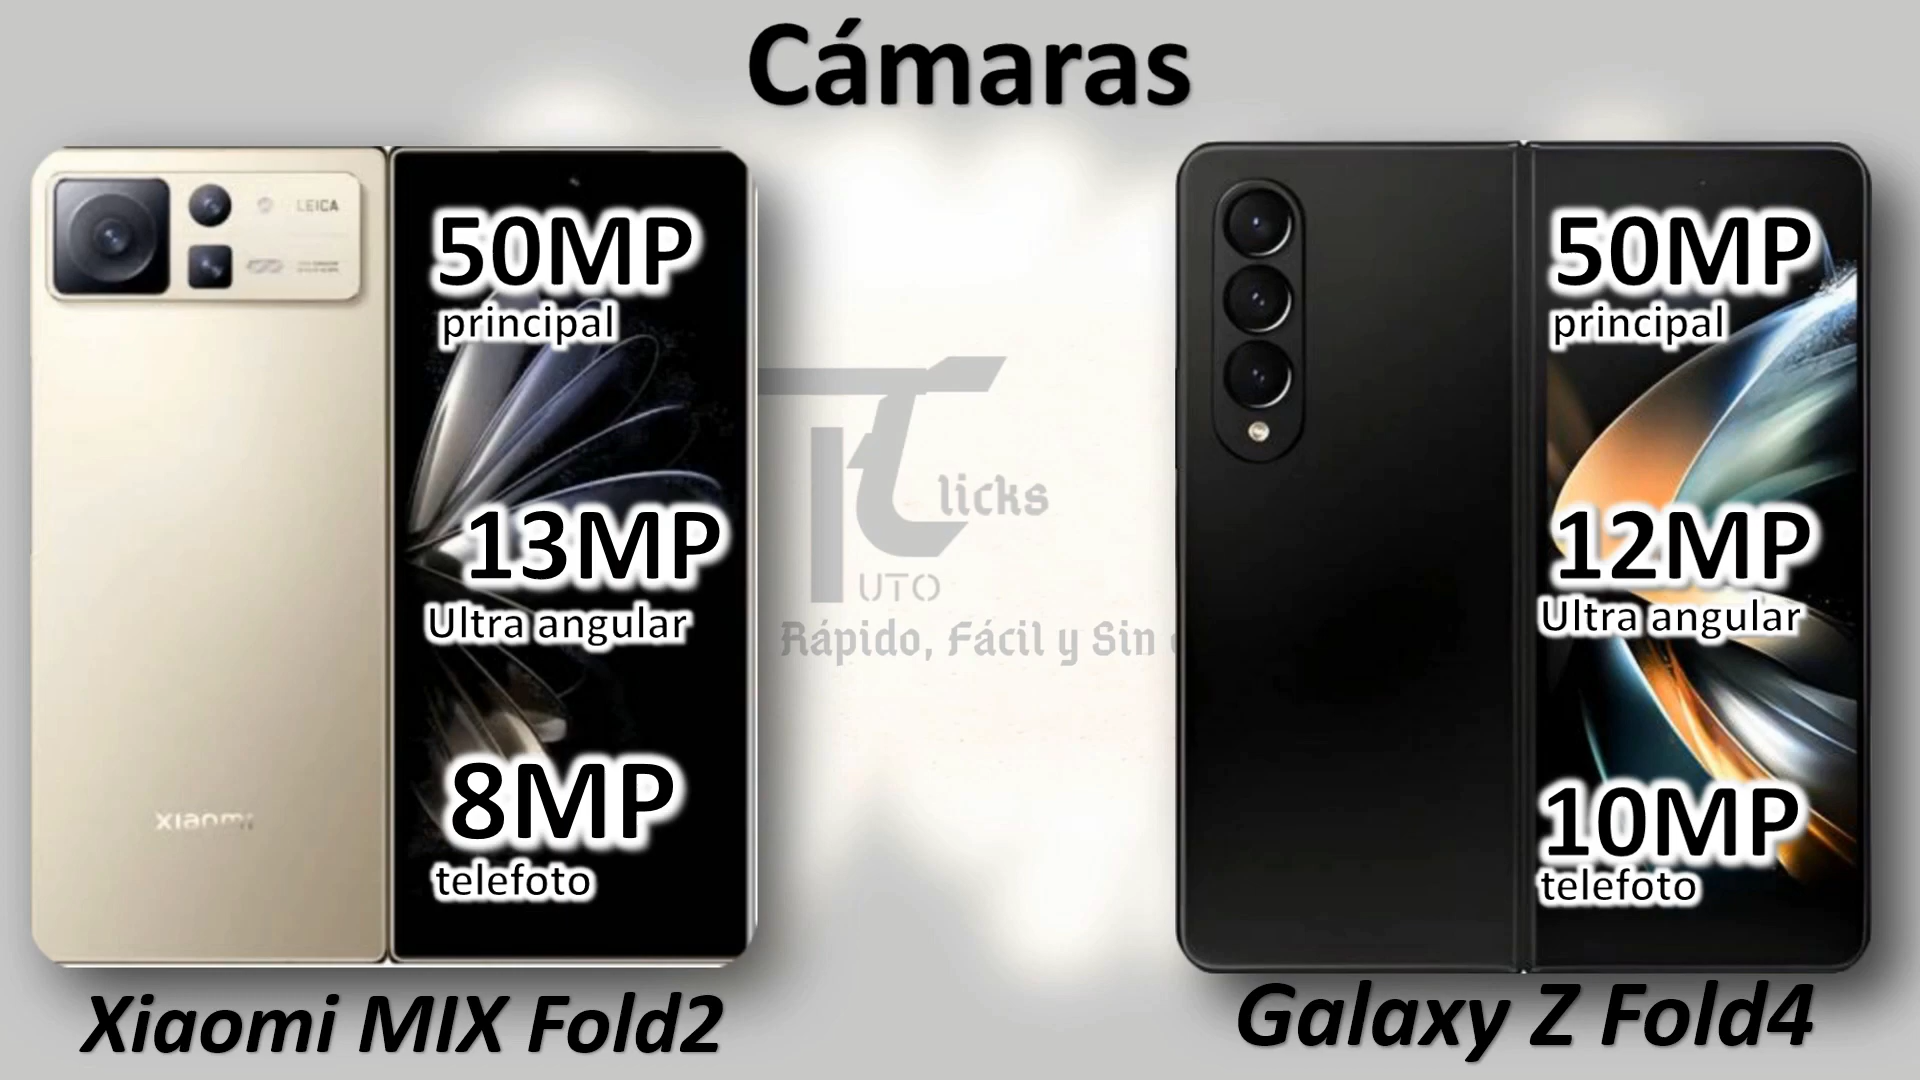 Cámaras
LEICA
50MP
principal
13MP
Ultra angular
8MP
telefoto
xiaomi
Xiaomi MIX Fold2
licks
UTO
Rápido, Fácil y Sin
50MP
principal
12MP
Ultra angular
10MP
telefoto
Galaxy Z Fold4